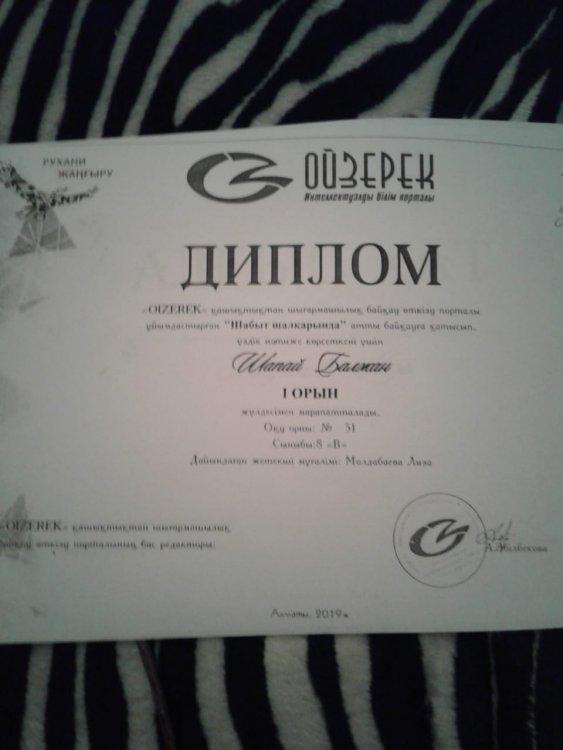 РУХАНИ
ЖАҢҒЫРУ
ОЙЗЕРЕК
Интеллектуалды білім порталы
ДИПЛОМ
«OIZEREK» қашықтықтан шығармашылық байқау өткізу порталы
ұйымдастырған "Шабыт шалқарында" атты байқауға қатысып,
үздік нәтиже көрсеткені үшін
Шапай Балжан
I ОРЫН
жүлдесімен марапатталады.
Оқу орны: № 51
Сыныбы: 8 «В»
Дайындаған жетекші мұғалімі: Молдабаева Лиза
«OIZEREK» қашықтықтан шығармашылық
байқау өткізу порталының бас редакторы:
Алматы, 2019ж